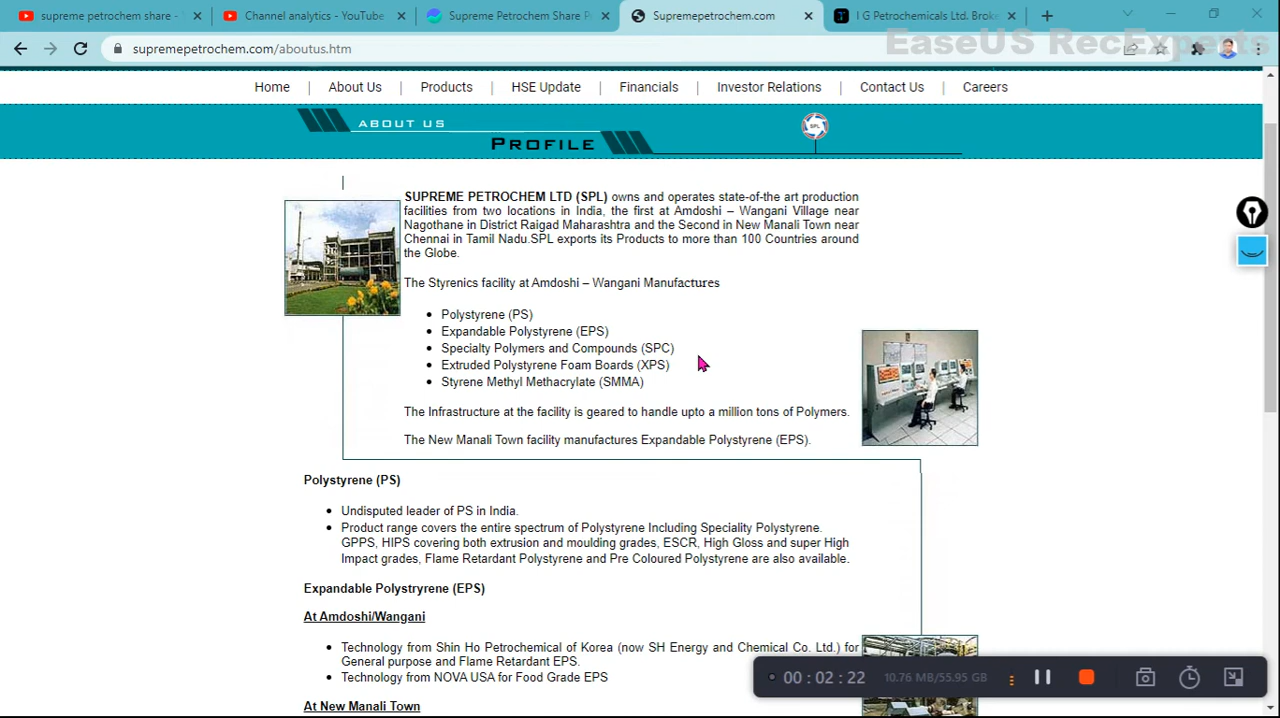 supreme petrochem share -
Channel analytics - YouTube
Supreme Petrochem Share P
Supremepetrochem.com
I G Petrochemicals Ltd. Broke
supremepetrochem.com/aboutus.htm
EaseUS RecExperts
Home | About Us | Products | HSE Update | Financials | Investor Relations | Contact Us | Careers
ABOUT US
PROFILE
SPL
SUPREME PETROCHEM LTD (SPL) owns and operates state-of-the art production
facilities from two locations in India, the first at Amdoshi – Wangani Village near
Nagothane in District Raigad Maharashtra and the Second in New Manali Town near
Chennai in Tamil Nadu.SPL exports its Products to more than 100 Countries around
the Globe.
The Styrenics facility at Amdoshi – Wangani Manufactures
• Polystyrene (PS)
• Expandable Polystyrene (EPS)
• Specialty Polymers and Compounds (SPC)
• Extruded Polystyrene Foam Boards (XPS)
• Styrene Methyl Methacrylate (SMMA)
The Infrastructure at the facility is geared to handle upto a million tons of Polymers.
The New Manali Town facility manufactures Expandable Polystyrene (EPS).
Polystyrene (PS)
• Undisputed leader of PS in India.
• Product range covers the entire spectrum of Polystyrene Including Speciality Polystyrene.
GPPS, HIPS covering both extrusion and moulding grades, ESCR, High Gloss and super High
Impact grades, Flame Retardant Polystyrene and Pre Coloured Polystyrene are also available.
Expandable Polystryrene (EPS)
At Amdoshi/Wangani
• Technology from Shin Ho Petrochemical of Korea (now SH Energy and Chemical Co. Ltd.) for
General purpose and Flame Retardant EPS.
• Technology from NOVA USA for Food Grade EPS
At New Manali Town
00:02:22
10.76 MB/55.95 GB